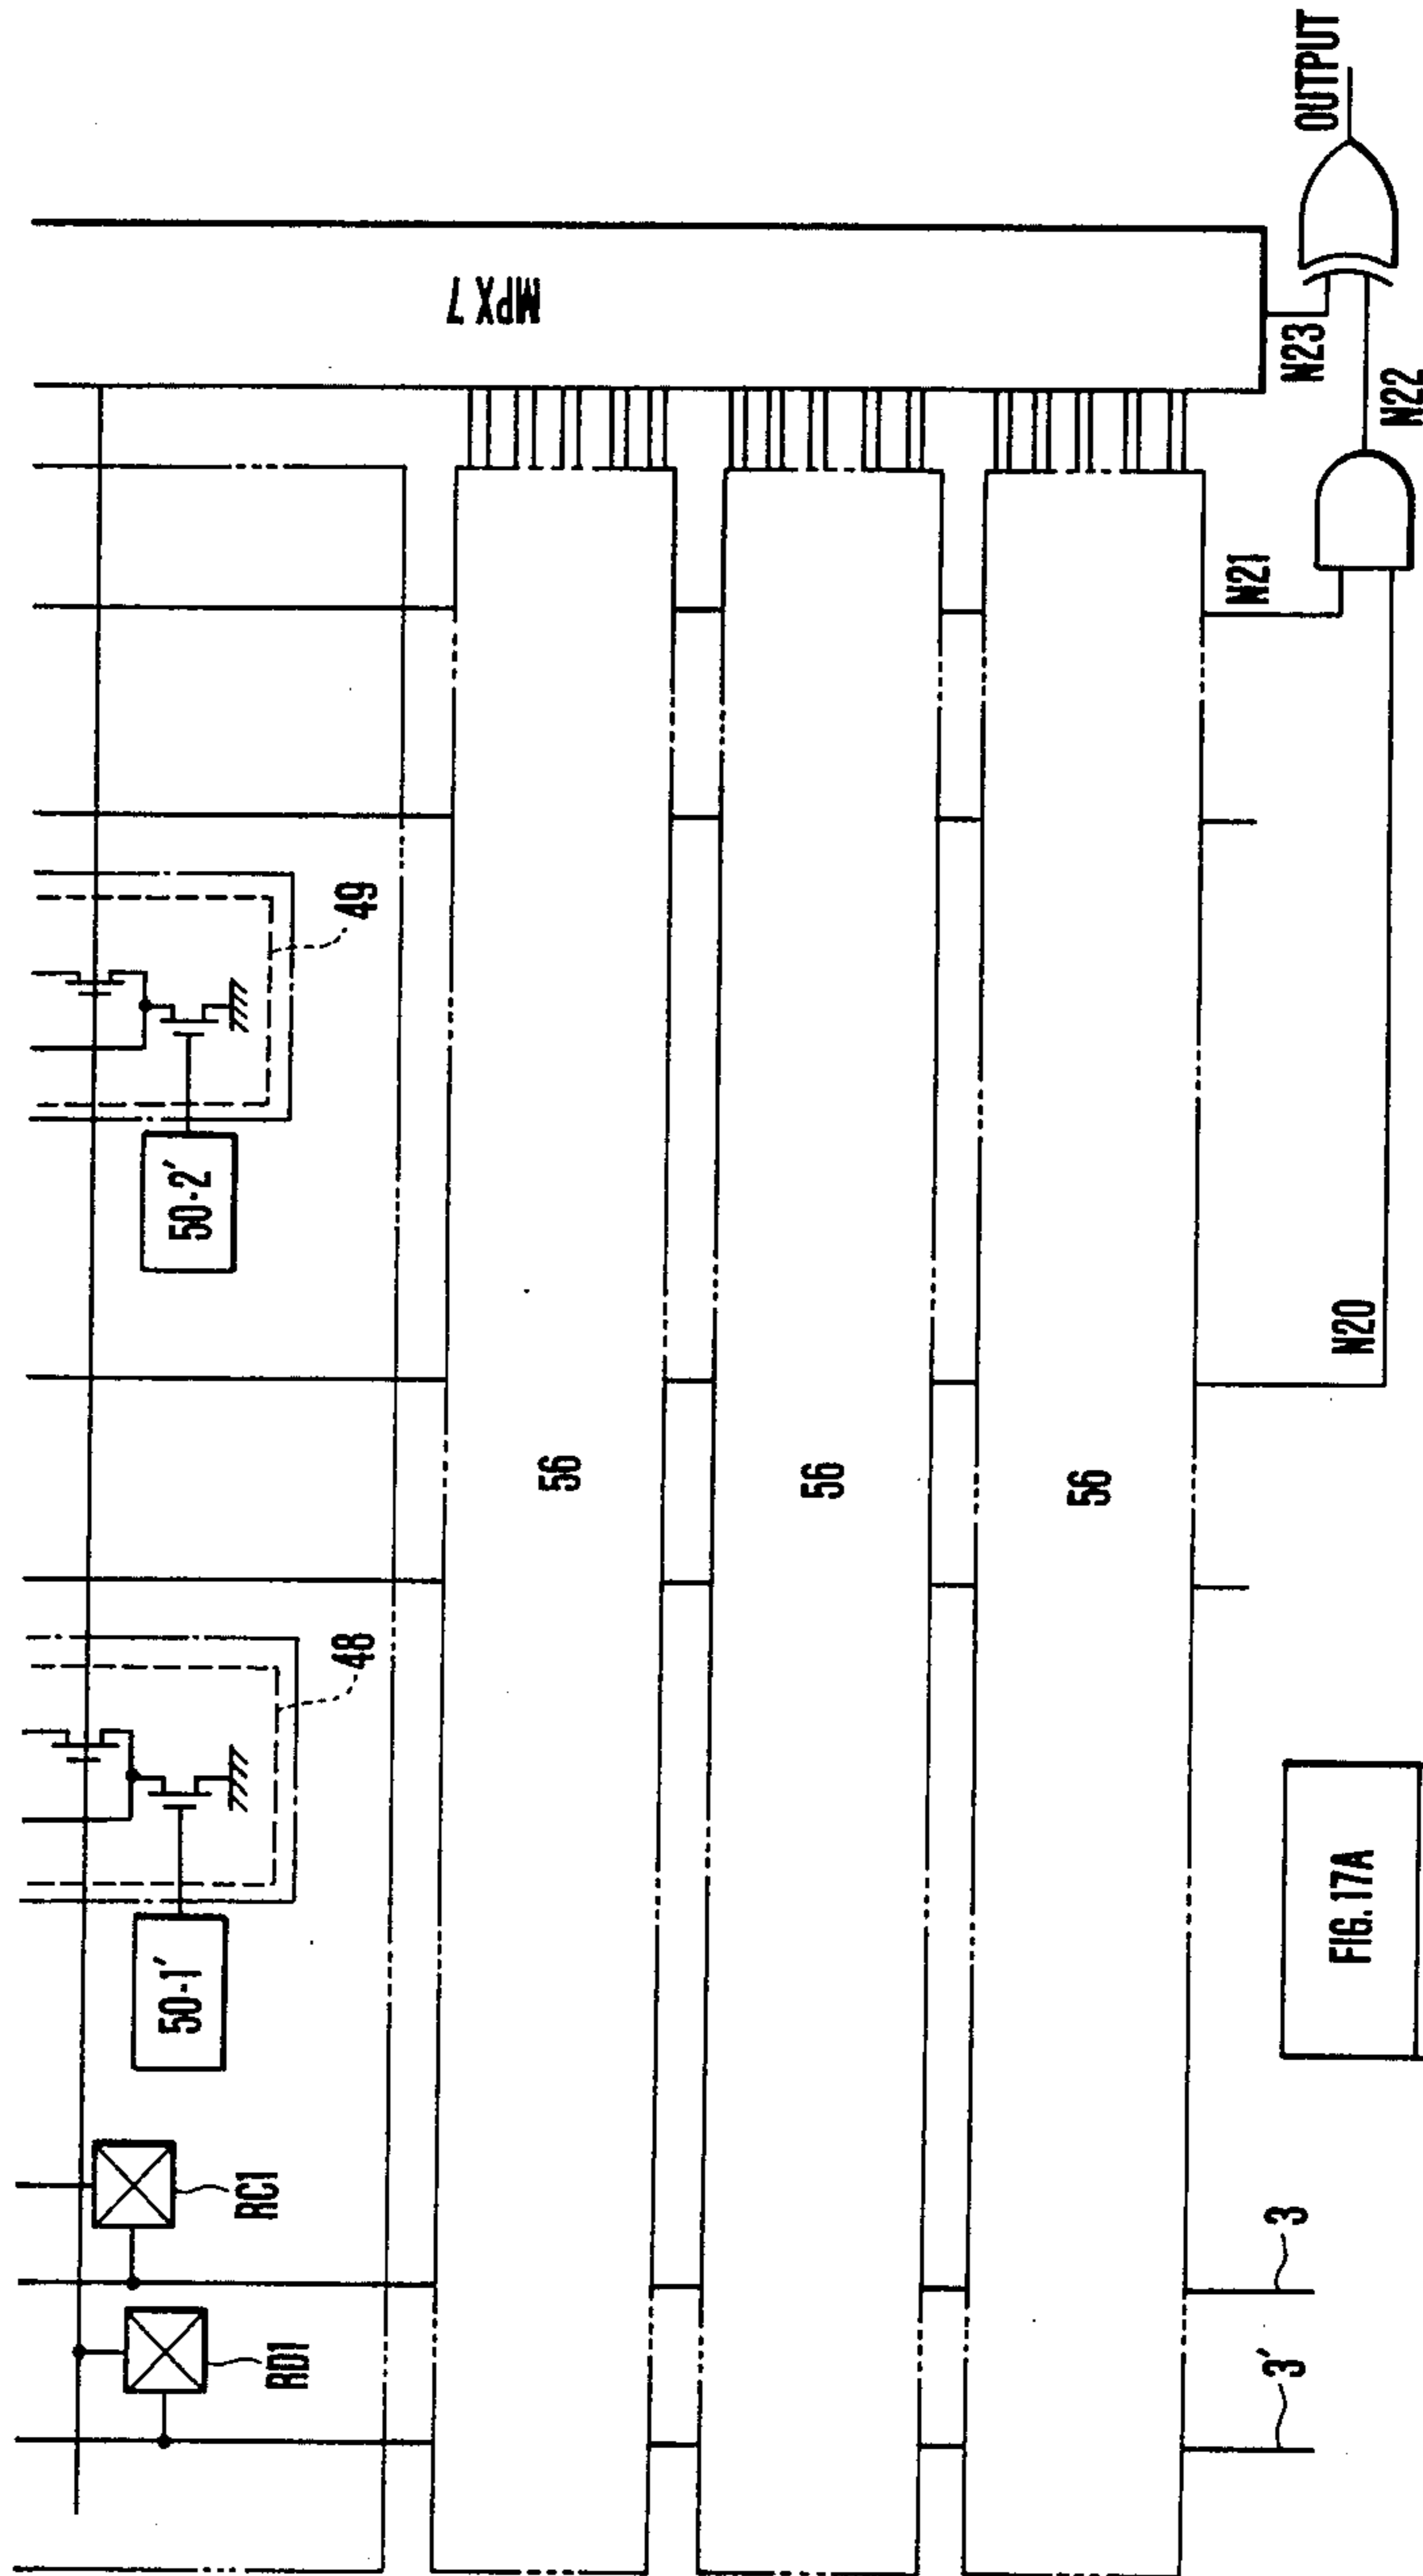 MPX 7
OUTPUT
N23
N22
N21
N20
49
50-2'
48
50-1'
56
56
56
RC1
RD1
3
3'
FIG. 17A